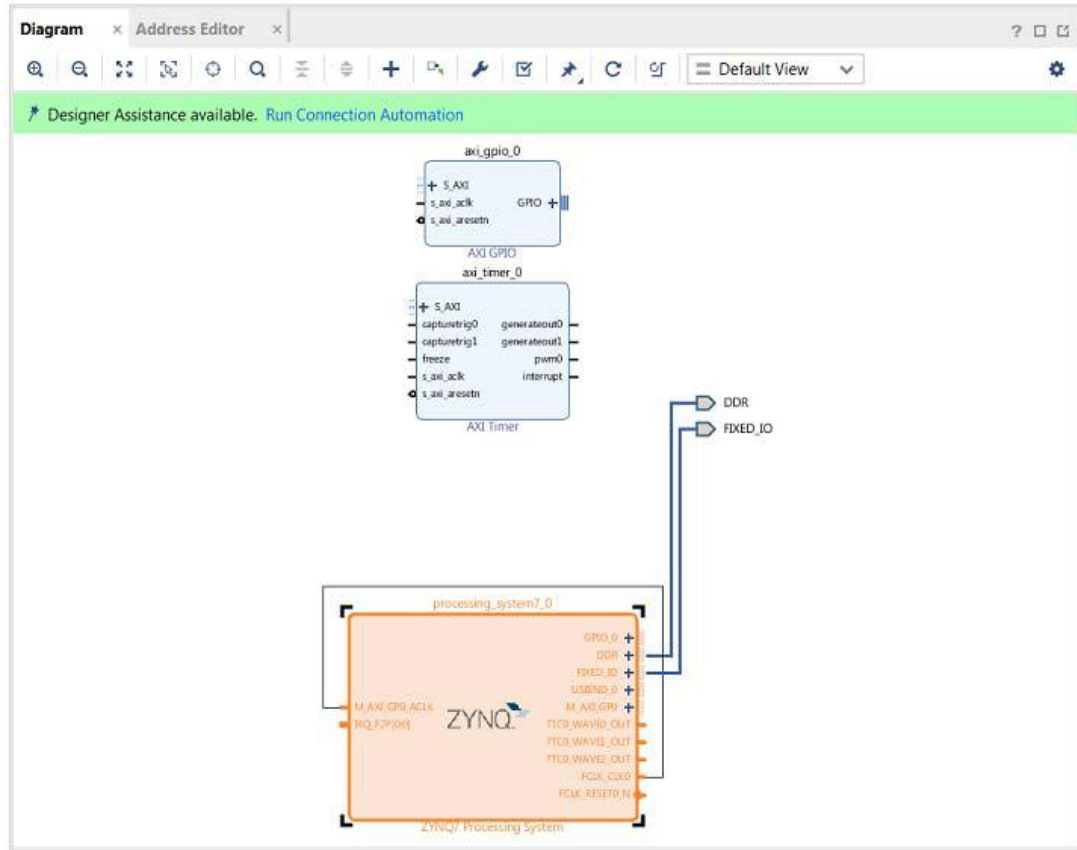 Diagram × Address Editor × ?
Default View
Designer Assistance available. Run Connection Automation
axi_gpio_0
S_AXI
s_axi_aclk GPIO
s_axi_aresetn
AXI GPIO
axi_timer_0
S_AXI
capturetrig0 generateout0
capturetrig1 generateout1
freeze pwm0
s_axi_aclk interrupt
s_axi_aresetn
AXI Timer
DDR
FIXED_IO
processing_system7_0
GPIO_0
DDR
FIXED_IO
USBIND_0
M_AXI_GP0_ACLK M_AXI_GP0
IRQ_F2P[0:0] ZYNQ TTC0_WAVE0_OUT
TTC0_WAVE1_OUT
TTC0_WAVE2_OUT
FCLK_CLK0
FCLK_RESET0_N
ZYNQ7 Processing System